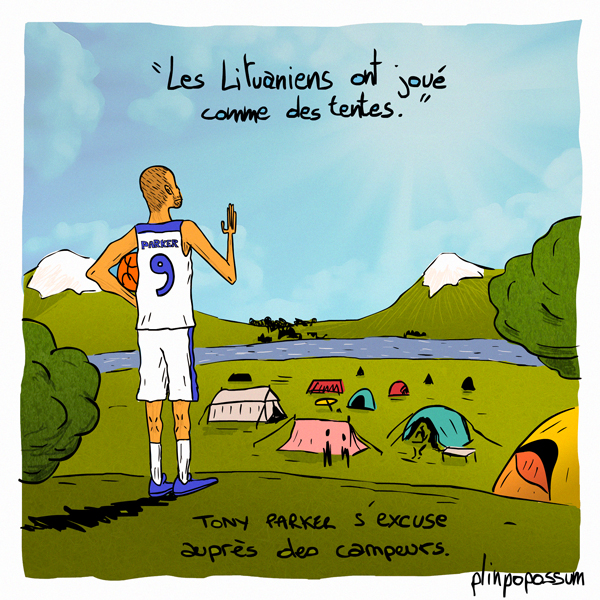 "Les Lituaniens ont joué
comme des tentes."
PARKER
9
TONY PARKER s'excuse
auprès des campeurs.
plinpopossum